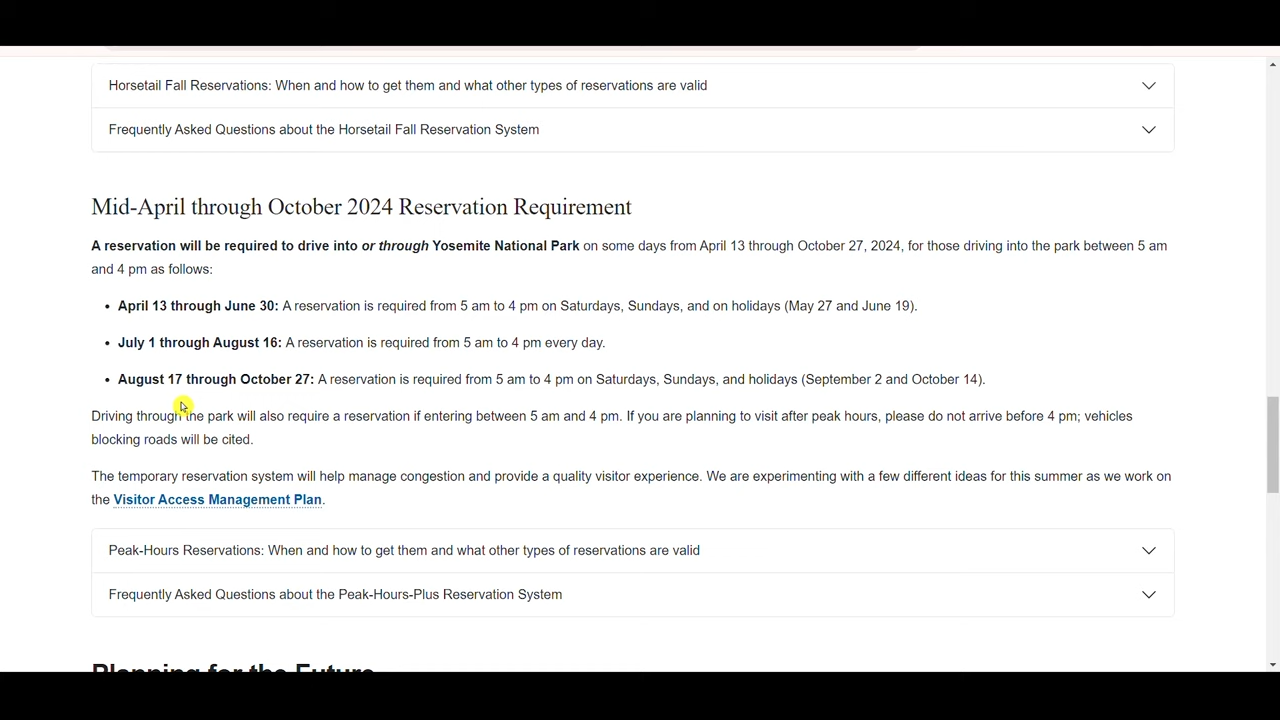 Horsetail Fall Reservations: When and how to get them and what other types of reservations are valid
Frequently Asked Questions about the Horsetail Fall Reservation System
Mid-April through October 2024 Reservation Requirement
A reservation will be required to drive into or through Yosemite National Park on some days from April 13 through October 27, 2024, for those driving into the park between 5 am
and 4 pm as follows:
• April 13 through June 30: A reservation is required from 5 am to 4 pm on Saturdays, Sundays, and on holidays (May 27 and June 19).
• July 1 through August 16: A reservation is required from 5 am to 4 pm every day.
• August 17 through October 27: A reservation is required from 5 am to 4 pm on Saturdays, Sundays, and holidays (September 2 and October 14).
Driving through the park will also require a reservation if entering between 5 am and 4 pm. If you are planning to visit after peak hours, please do not arrive before 4 pm; vehicles
blocking roads will be cited.
The temporary reservation system will help manage congestion and provide a quality visitor experience. We are experimenting with a few different ideas for this summer as we work on
the Visitor Access Management Plan.
Peak-Hours Reservations: When and how to get them and what other types of reservations are valid
Frequently Asked Questions about the Peak-Hours-Plus Reservation System
Planning for the Future